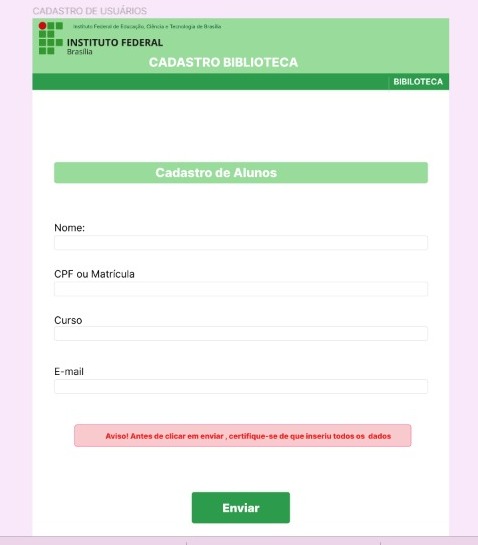 CADASTRO DE USUÁRIOS
Instituto Federal de Educação, Ciência e Tecnologia de Brasília
INSTITUTO FEDERAL
Brasília
CADASTRO BIBLIOTECA
BIBILOTECA
Cadastro de Alunos
Nome:
CPF ou Matrícula
Curso
E-mail
Aviso! Antes de clicar em enviar , certifique-se de que inseriu todos os dados
Enviar